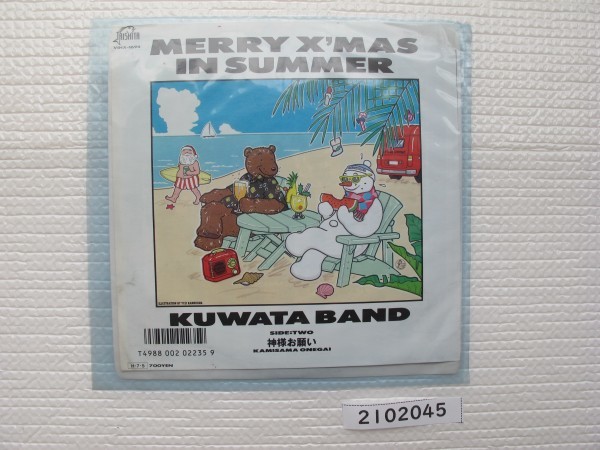 TAISHITA
MERRY X'MAS
IN SUMMER
KUWATA BAND
SIDE:TWO
神様お願い
KAMISAMA ONEGAI
T4988 002 02235 9
700YEN
2102045